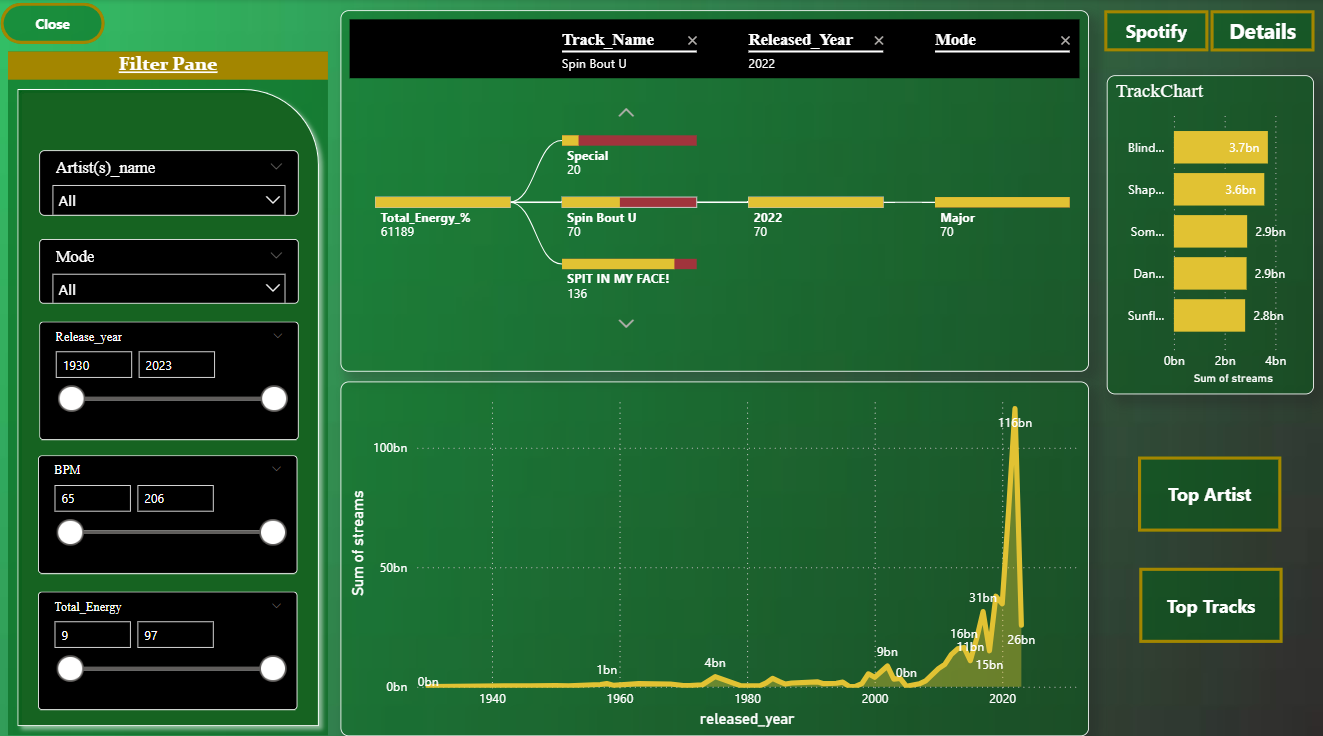 Close
Filter Pane
Artist(s)_name
All
Mode
All
Release_year
1930 2023
BPM
65 206
Total_Energy
9 97
Track_Name × Released_Year × Mode ×
Spin Bout U 2022
Special
20
Total_Energy_% Spin Bout U 2022 Major
61189 70 70 70
SPIT IN MY FACE!
136
Sum of streams
100bn
50bn
0bn
0bn
1bn
4bn
9bn
0bn
16bn
11bn
31bn
15bn
116bn
26bn
1940 1960 1980 2000 2020
released_year
Spotify Details
TrackChart
Blind... 3.7bn
Shap... 3.6bn
Som... 2.9bn
Dan... 2.9bn
Sunfl... 2.8bn
0bn 2bn 4bn
Sum of streams
Top Artist
Top Tracks